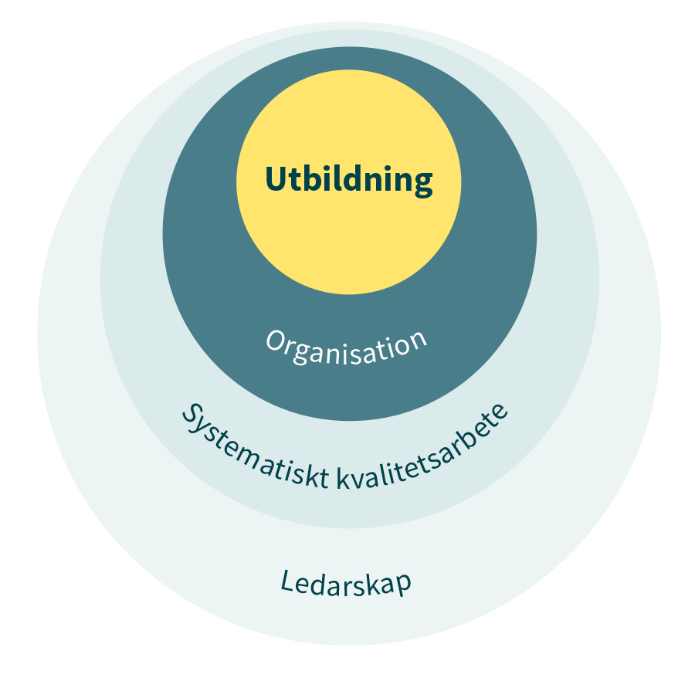 Utbildning
Organisation
Systematiskt kvalitetsarbete
Ledarskap